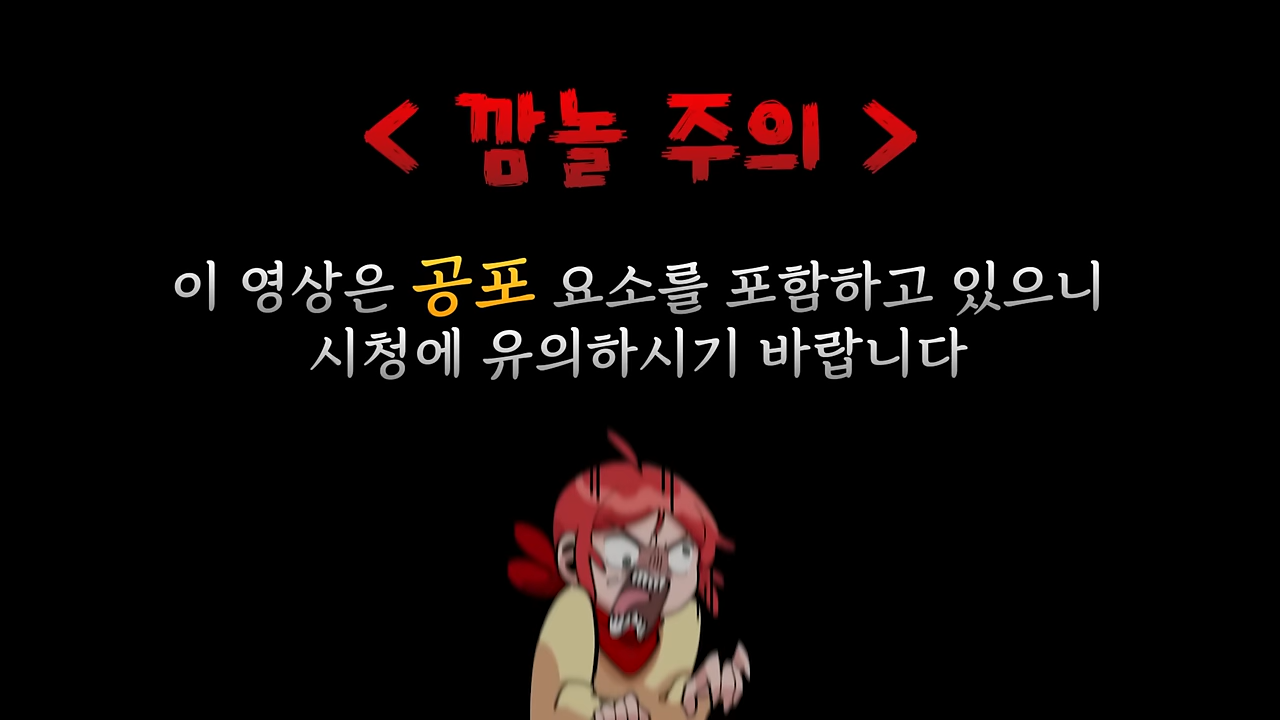 < 깜놀 주의 >
이 영상은 공포 요소를 포함하고 있으니
시청에 유의하시기 바랍니다